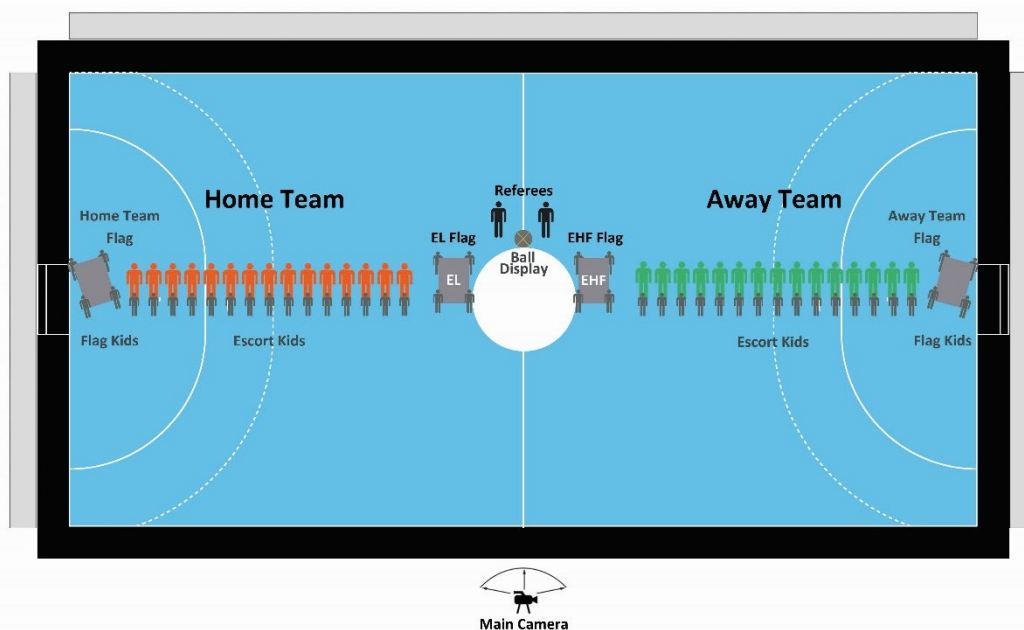 Referees
Home Team
Away Team
Home Team
Flag
Away Team
Flag
EL Flag
EHF Flag
Ball
Display
EL
EHF
Flag Kids
Escort Kids
Escort Kids
Flag Kids
Main Camera